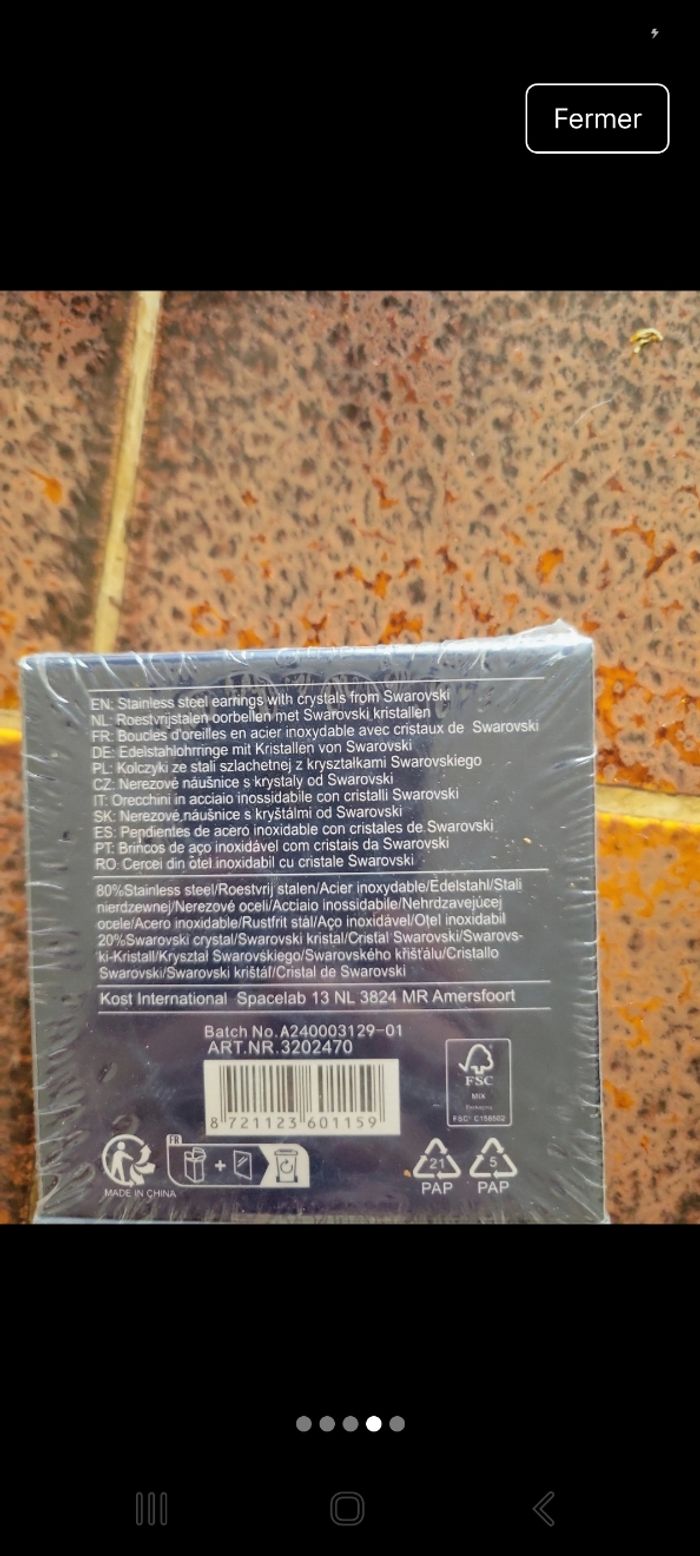 Fermer
EN: Stainless steel earrings with crystals from Swarovski
NL: Roestvrijstalen oorbellen met Swarovski kristallen
FR: Boucles d'oreilles en acier inoxydable avec cristaux de Swarovski
DE: Edelstahlohrringe mit Kristallen von Swarovski
PL: Kolczyki ze stali szlachetnej z kryształkami Swarovskiego
CZ: Nerezové náušnice s krystaly od Swarovski
IT: Orecchini in acciaio inossidabile con cristalli Swarovski
SK: Nerezové náušnice s kryštálmi od Swarovski
ES: Pendientes de acero inoxidable con cristales de Swarovski
PT: Brincos de aço inoxidável com cristais da Swarovski
RO: Cercei din oțel inoxidabil cu cristale Swarovski
80%Stainless steel/Roestvrij stalen/Acier inoxydable/Edelstahl/Stali
nierdzewnej/Nerezové oceli/Acciaio inossidabile/Nehrdzavejúcej
ocele/Acero inoxidable/Rustfrit stál/Aço inoxidável/Oțel inoxidabil
20%Swarovski crystal/Swarovski kristal/Cristal Swarovski/Swarovs-
ki-Kristall/Kryształ Swarovskiego/Swarovského křišťálu/Cristallo
Swarovski/Swarovski krištáľ/Cristal de Swarovski
Kost International Spacelab 13 NL 3824 MR Amersfoort
Batch No.A240003129-01
ART.NR.3202470
8 721123 601159
FSC
MIX
Packaging
FSC® C158502
FR
+
MADE IN CHINA
21
PAP
5
PAP